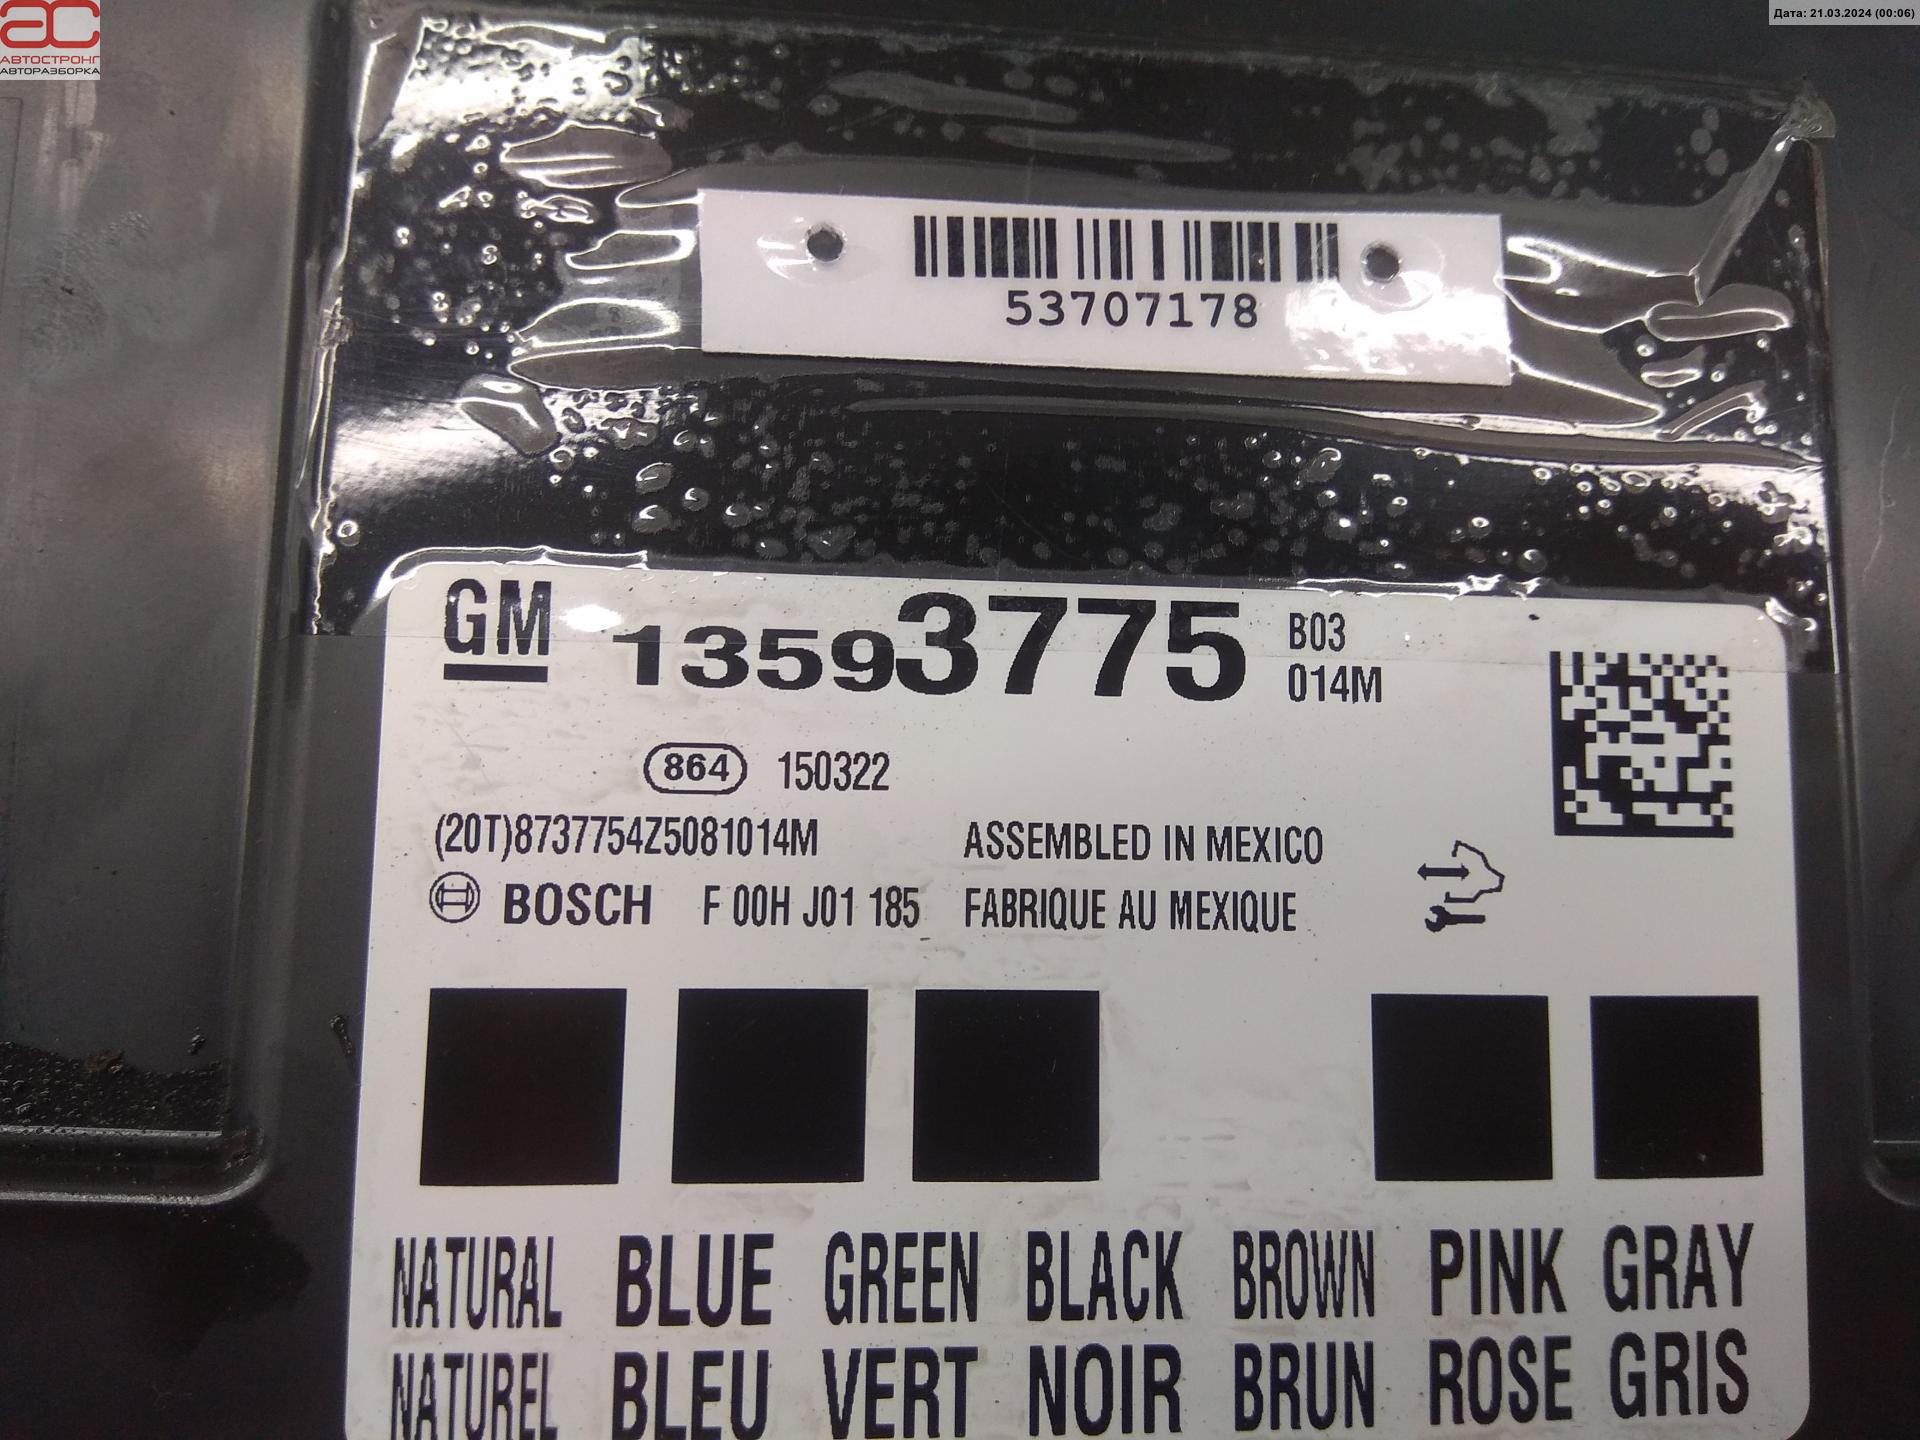 АС
АВТОСТРОНГ
АВТОРАЗБОРКА
Дата: 21.03.2024 (00:06)
53707178
GM 13593775 B03
014M
864 150322
(20T)8737754Z5081014M ASSEMBLED IN MEXICO
BOSCH F 00H J01 185 FABRIQUE AU MEXIQUE
NATURAL BLUE GREEN BLACK BROWN PINK GRAY
NATUREL BLEU VERT NOIR BRUN ROSE GRIS